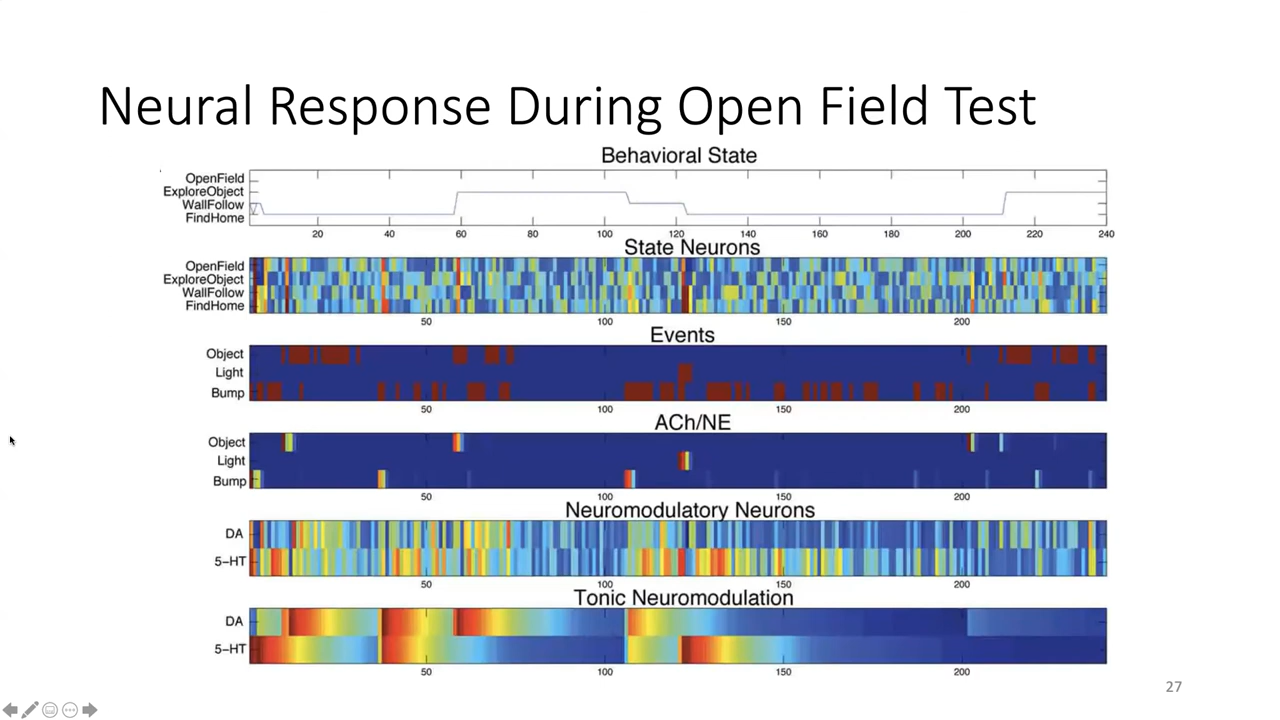 Neural Response During Open Field Test
Behavioral State
OpenField
ExploreObject
WallFollow
FindHome
20 40 60 80 100 120 140 160 180 200 220 240
State Neurons
OpenField
ExploreObject
WallFollow
FindHome
50 100 150 200
Events
Object
Light
Bump
50 100 150 200
ACh/NE
Object
Light
Bump
50 100 150 200
Neuromodulatory Neurons
DA
5-HT
50 100 150 200
Tonic Neuromodulation
DA
5-HT
50 100 150 200
27